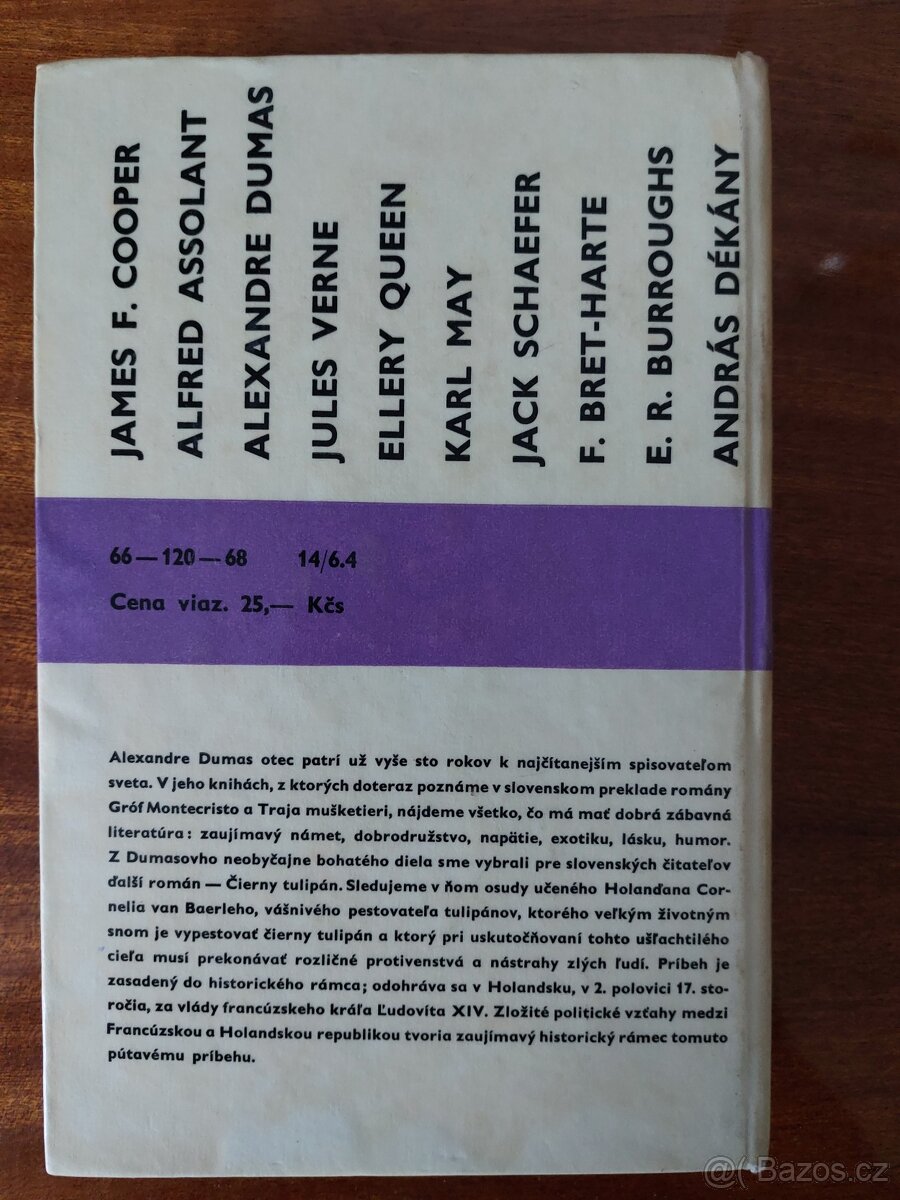 JAMES F. COOPER
ALFRED ASSOLANT
ALEXANDRE DUMAS
JULES VERNE
ELLERY QUEEN
KARL MAY
JACK SCHAEFER
F. BRET-HARTE
E. R. BURROUGHS
ANDRÁS DÉKÁNY
66—120—68 14/6.4
Cena viaz. 25,— Kčs
Alexandre Dumas otec patrí už vyše sto rokov k najčítanejším spisovateľom
sveta. V jeho knihách, z ktorých doteraz poznáme v slovenskom preklade romány
Gróf Montecristo a Traja mušketieri, nájdeme všetko, čo má mať dobrá zábavná
literatúra: zaujímavý námet, dobrodružstvo, napätie, exotiku, lásku, humor.
Z Dumasovho neobyčajne bohatého diela sme vybrali pre slovenských čitateľov
ďalší román — Čierny tulipán. Sledujeme v ňom osudy učeného Holanďana Cor-
nelia van Baerleho, vášnivého pestovateľa tulipánov, ktorého veľkým životným
snom je vypestovať čierny tulipán a ktorý pri uskutočňovaní tohto ušľachtilého
cieľa musí prekonávať rozličné protivenstvá a nástrahy zlých ľudí. Príbeh je
zasadený do historického rámca; odohráva sa v Holandsku, v 2. polovici 17. sto-
ročia, za vlády francúzskeho kráľa Ľudovíta XIV. Zložité politické vzťahy medzi
Francúzskou a Holandskou republikou tvoria zaujímavý historický rámec tomuto
pútavému príbehu.
@ Bazos.cz